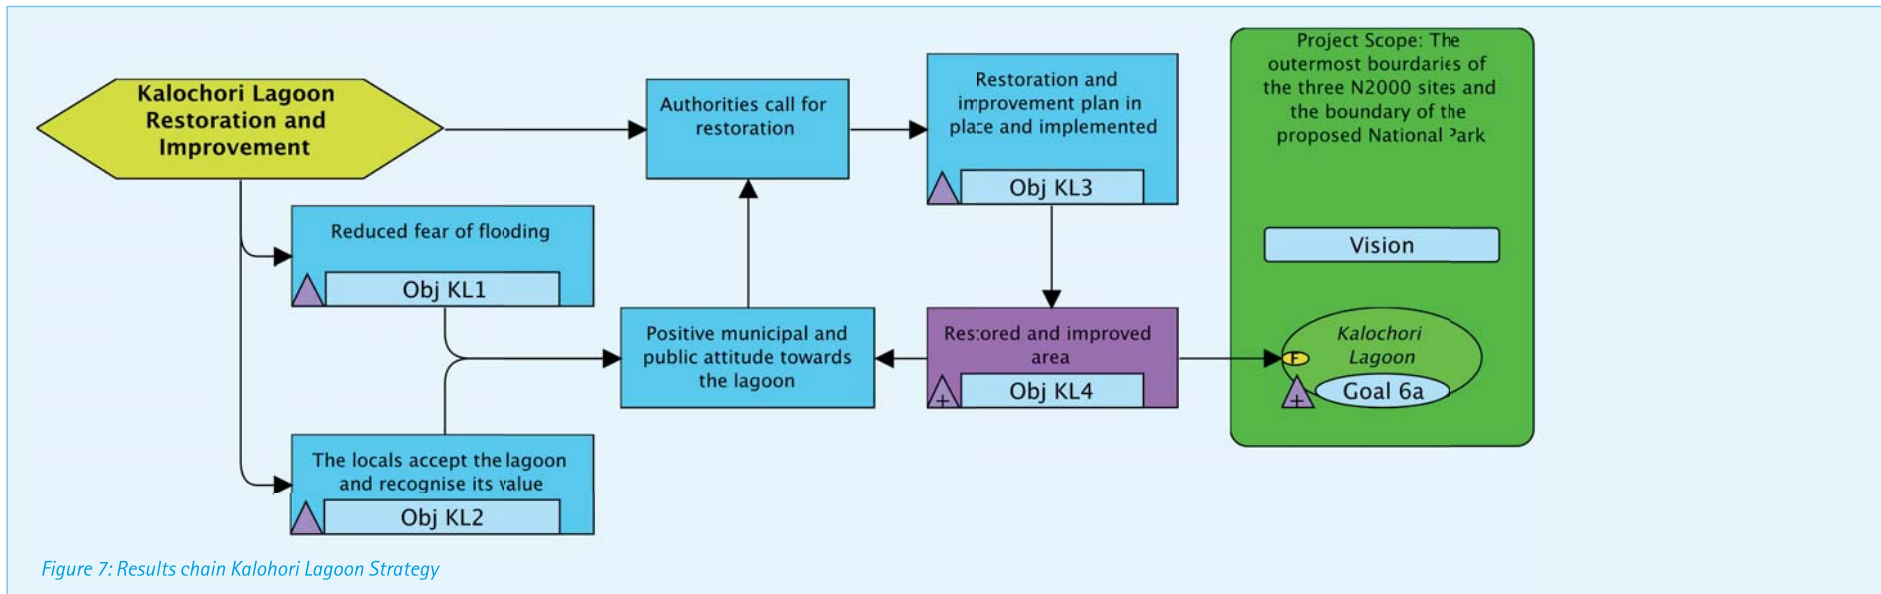 Kalochori Lagoon
Restoration and
Improvement
Authorities call for
restoration
Restoration and
improvement plan in
place and implemented
Obj KL3
Project Scope: The
outermost boundaries of
the three N2000 sites and
the boundary of the
proposed National Park
Vision
Reduced fear of flooding
Obj KL1
Positive municipal and
public attitude towards
the lagoon
Restored and improved
area
+
Obj KL4
Kalochori
Lagoon
F
+
Goal 6a
The locals accept the lagoon
and recognise its value
Obj KL2
Figure 7: Results chain Kalohori Lagoon Strategy